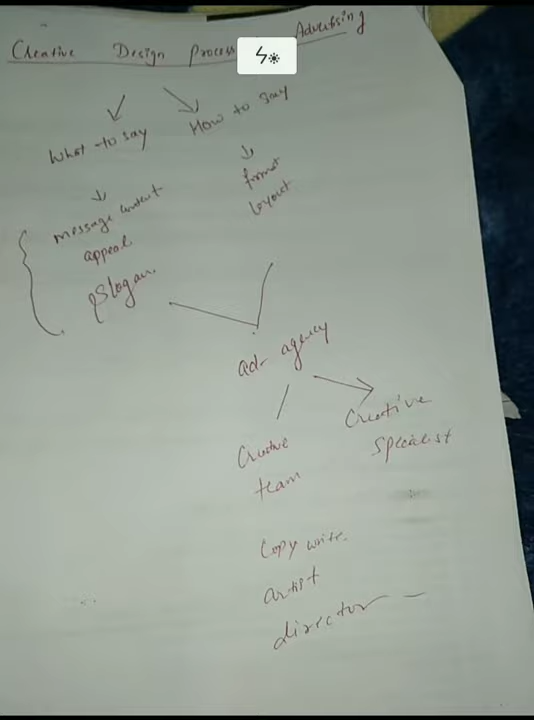 Creative Design Process Advertising
What to say
How to say
message content
appeal
Slogan.
format
layout
ad- agency
Creative
team
Creative
Specialist
Copy write.
artist
director